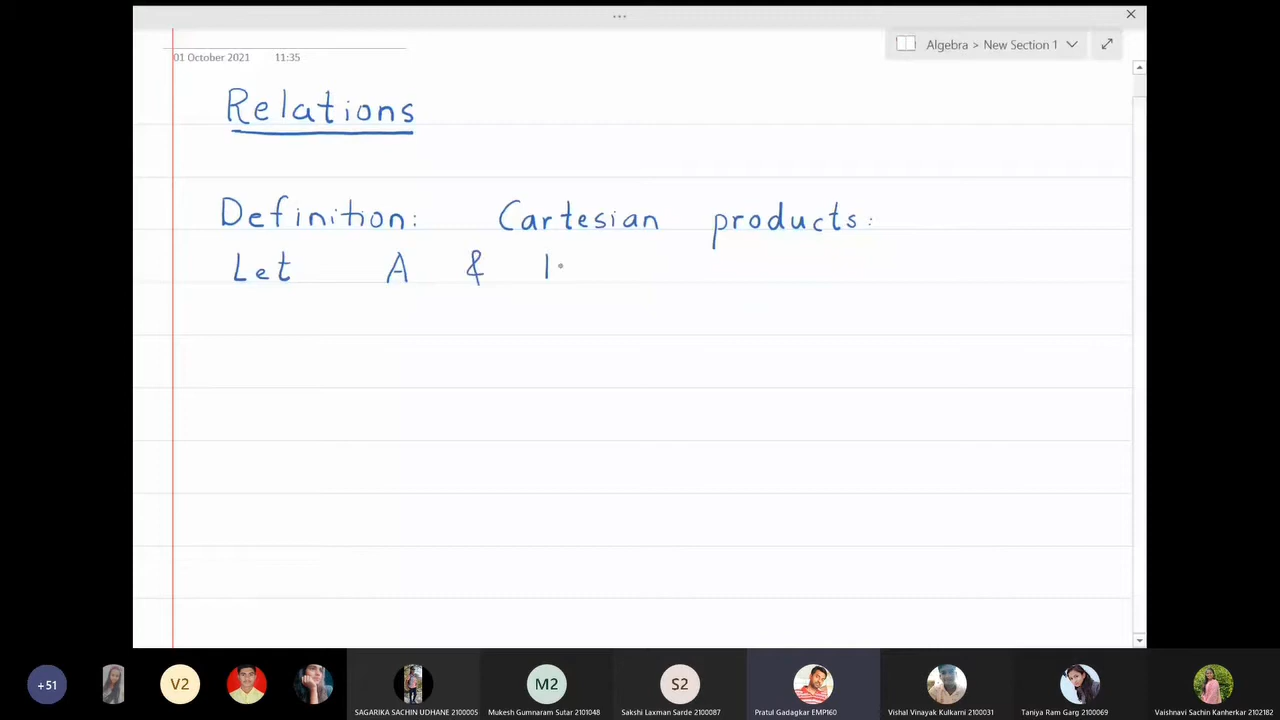 Algebra > New Section 1
01 October 2021 11:35
Relations
Definition: Cartesian products:
Let A &
+51
V2
M2
S2
SAGARIKA SACHIN UDHANE 2100005
Mukesh Gumnaram Sutar 2101048
Sakshi Laxman Sarde 2100087
Pratul Gadagkar EMP160
Vishal Vinayak Kulkarni 2100031
Taniya Ram Garg 2100069
Vaishnavi Sachin Kanherkar 2102182